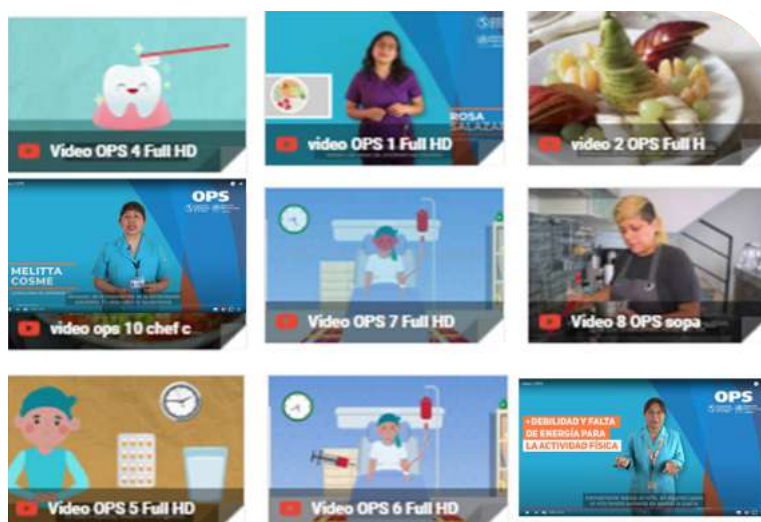 Video OPS 4 Full HD
ROSA
SALAZAR
video OPS 1 Full HD
video 2 OPS Full H
OPS
MELITTA
COSME
video ops 10 chef c
Video OPS 7 Full HD
Video 8 OPS sopa
Video OPS 5 Full HD
Video OPS 6 Full HD
OPS
+DEBILIDAD Y FALTA
DE ENERGÍA PARA
LA ACTIVIDAD FÍSICA